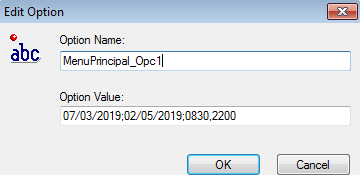 Edit Option
abc
Option Name:
MenuPrincipal_Opc1
Option Value:
07/03/2019;02/05/2019;0830,2200
OK
Cancel